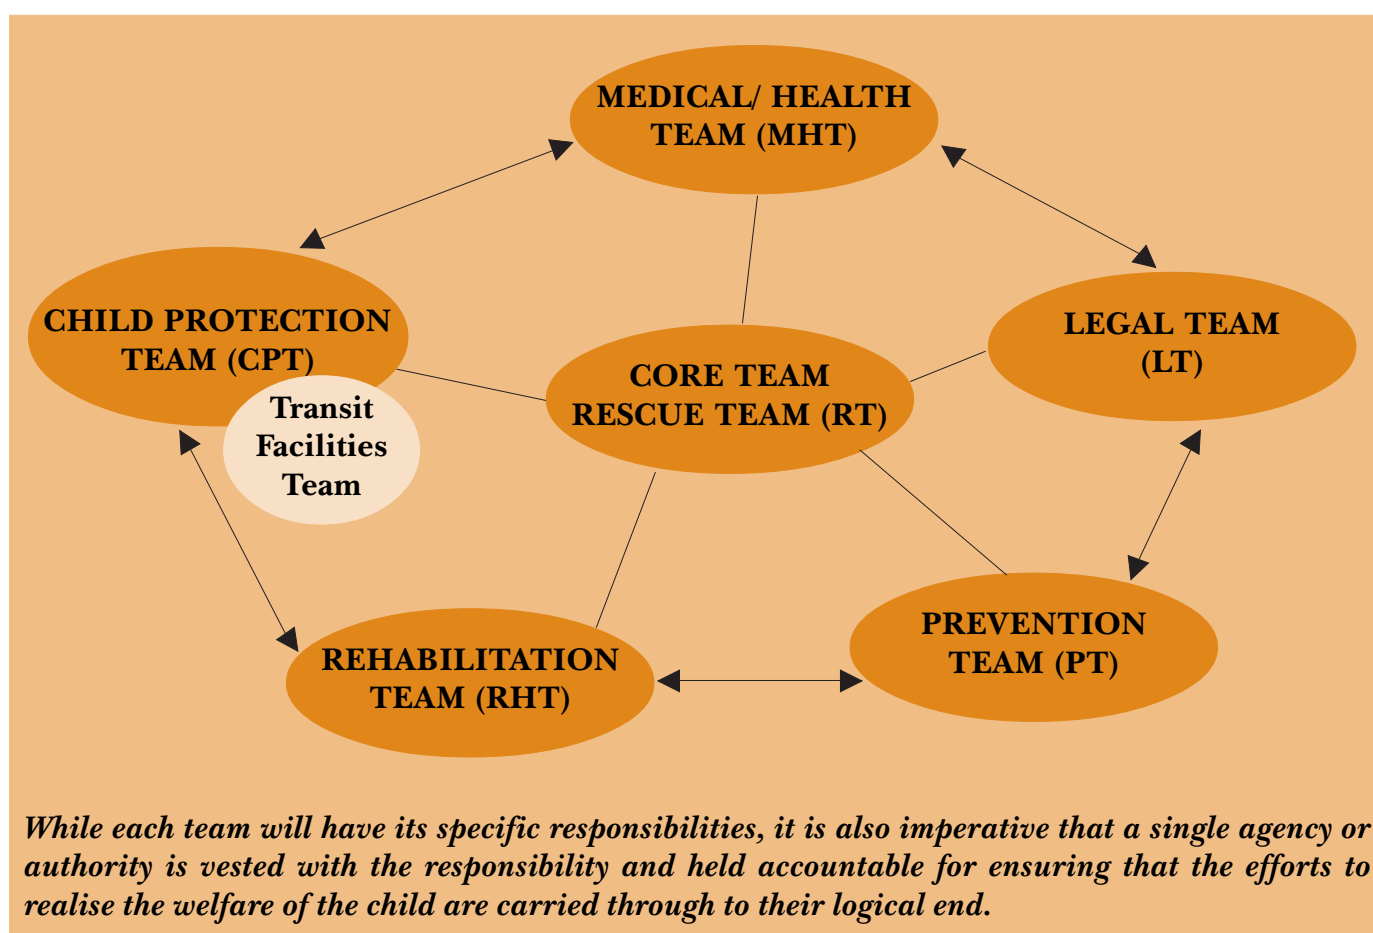 MEDICAL/ HEALTH
TEAM (MHT)
CHILD PROTECTION
TEAM (CPT)
Transit
Facilities
Team
CORE TEAM
RESCUE TEAM (RT)
LEGAL TEAM
(LT)
REHABILITATION
TEAM (RHT)
PREVENTION
TEAM (PT)
While each team will have its specific responsibilities, it is also imperative that a single agency or
authority is vested with the responsibility and held accountable for ensuring that the efforts to
realise the welfare of the child are carried through to their logical end.